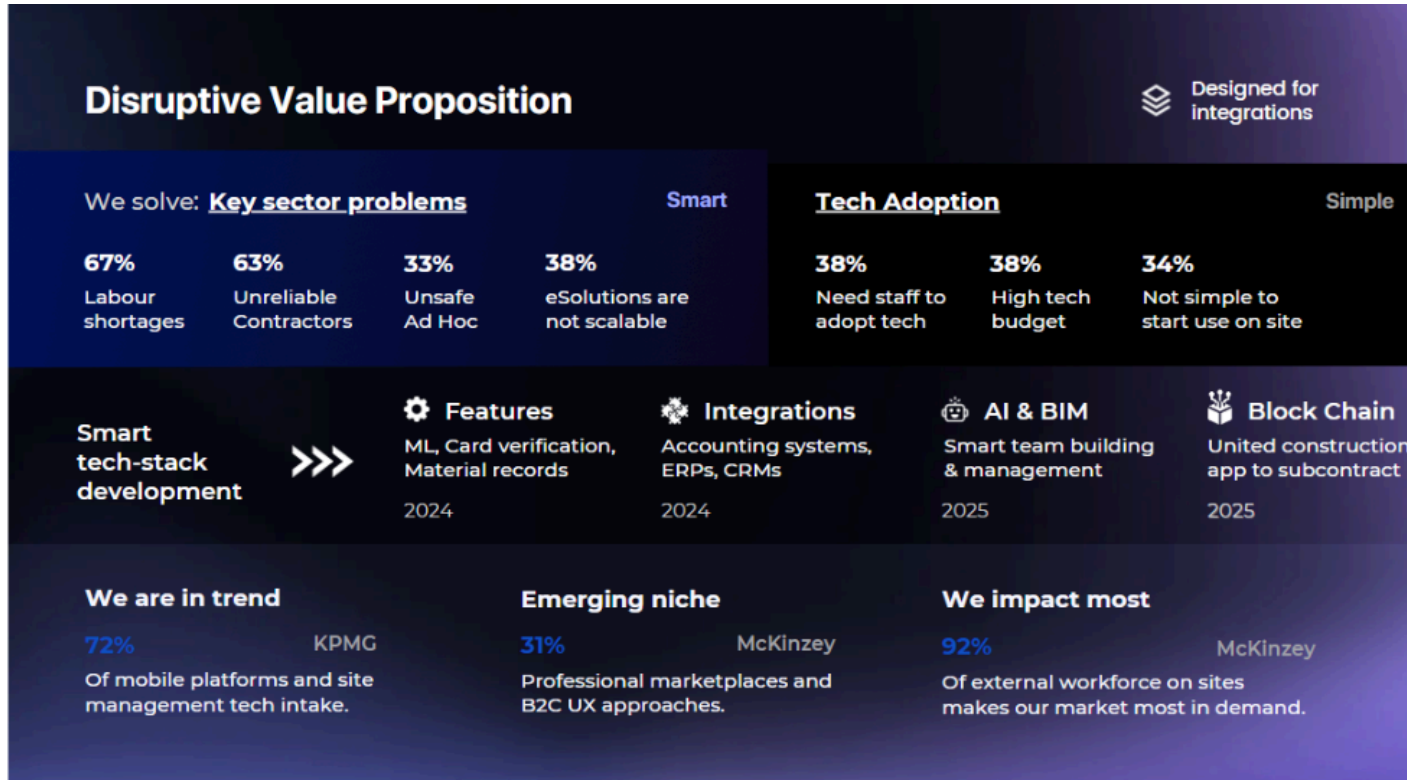 Disruptive Value Proposition
Designed for
integrations
We solve: Key sector problems
Smart
67%
Labour
shortages
63%
Unreliable
Contractors
33%
Unsafe
Ad Hoc
38%
eSolutions are
not scalable
Tech Adoption
Simple
38%
Need staff to
adopt tech
38%
High tech
budget
34%
Not simple to
start use on site
Smart
tech-stack
development
Features
ML, Card verification,
Material records
2024
Integrations
Accounting systems,
ERPs, CRMs
2024
AI & BIM
Smart team building
& management
2025
Block Chain
United construction
app to subcontract
2025
We are in trend
72%
KPMG
Of mobile platforms and site
management tech intake.
Emerging niche
31%
McKinzey
Professional marketplaces and
B2C UX approaches.
We impact most
92%
McKinzey
Of external workforce on sites
makes our market most in demand.